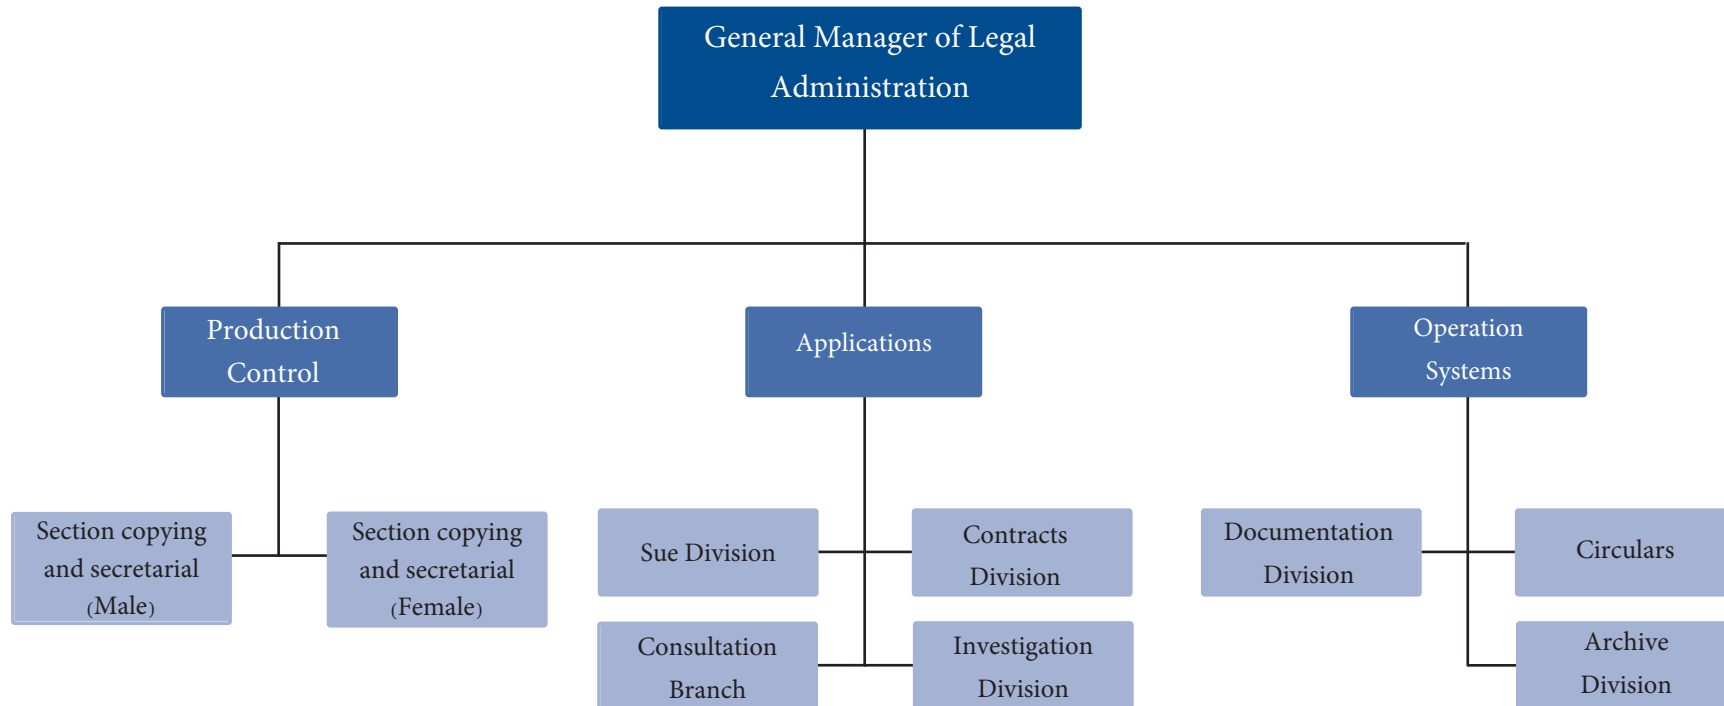 General Manager of Legal
Administration
Production
Control
Applications
Operation
Systems
Section copying
and secretarial
(Male)
Section copying
and secretarial
(Female)
Sue Division
Contracts
Division
Documentation
Division
Circulars
Consultation
Branch
Investigation
Division
Archive
Division